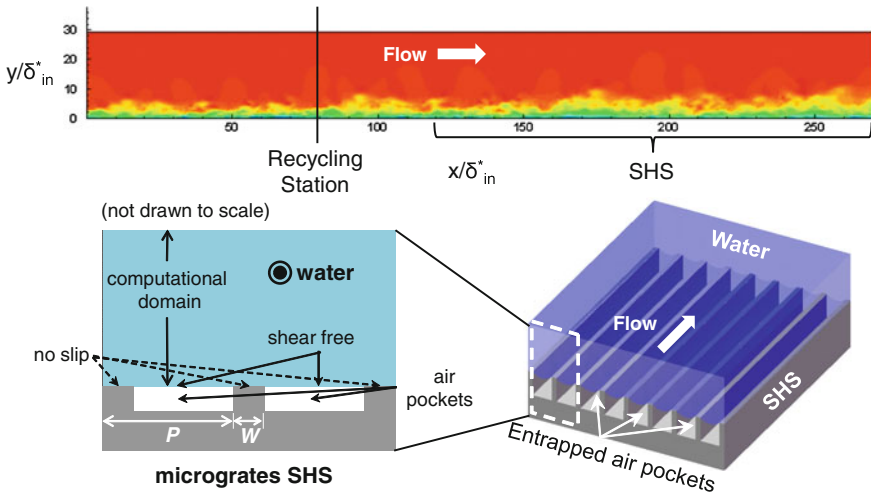 30
20
10
0
y/δ*in
Flow
50
100
150
200
250
Recycling
Station
x/δ*in
SHS
(not drawn to scale)
computational
domain
water
shear free
no slip
air
pockets
P
W
microgrates SHS
Water
Flow
SHS
Entrapped air pockets